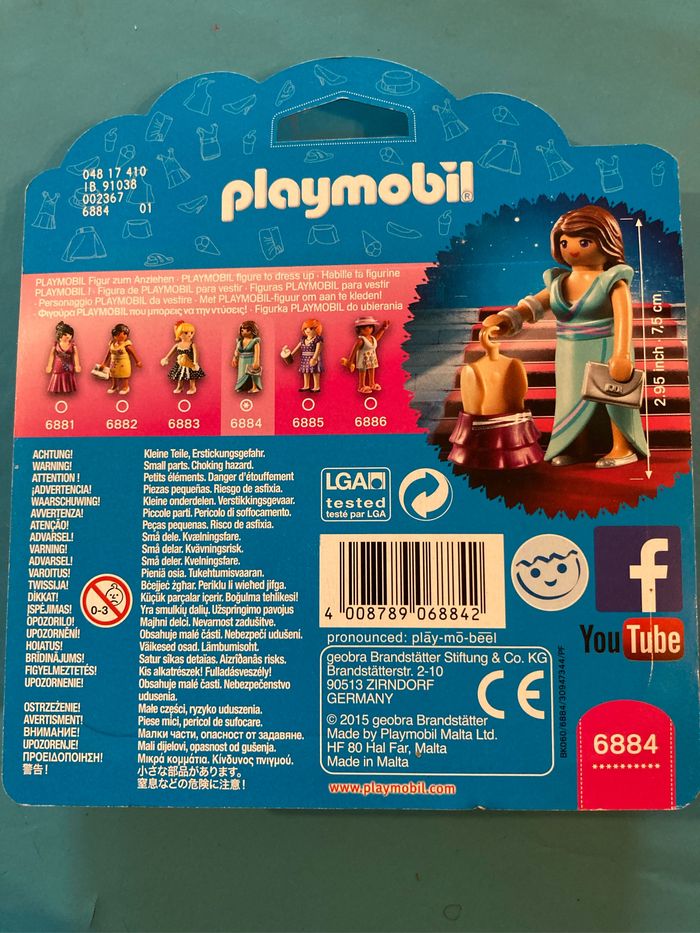 048 17 410
IB 91038
002367
6884 01
playmobil®
PLAYMOBIL Figur zum Anziehen · PLAYMOBIL figure to dress up · Habille ta figurine
PLAYMOBIL ! · Figura de PLAYMOBIL para vestir · Figuras PLAYMOBIL para vestir
· Personaggio PLAYMOBIL da vestire · Met PLAYMOBIL-figuur om aan te kleden!
Φιγούρα PLAYMOBIL που μπορείς να την ντύσεις! · Figurka PLAYMOBIL do ubierania
6881 6882 6883 6884 6885 6886
2.95 inch · 7,5 cm
ACHTUNG! Kleine Teile, Erstickungsgefahr.
WARNING! Small parts. Choking hazard.
ATTENTION ! Petits éléments. Danger d'étouffement
¡ADVERTENCIA! Piezas pequeñas. Riesgo de asfixia.
WAARSCHUWING! Kleine onderdelen. Verstikkingsgevaar.
AVVERTENZA! Piccole parti. Pericolo di soffocamento.
ATENÇÃO! Peças pequenas. Risco de asfixia.
ADVARSEL! Små dele. Kvælningsfare.
VARNING! Små delar. Kvävningsrisk.
ADVARSEL! Små deler. Kvelningsfare.
VAROITUS! Pieniä osia. Tukehtumisvaaran.
TWISSIJA! Bċejjeċ żgħar. Periklu li wieħed jifga.
DİKKAT! Küçük parçalar içerir. Boğulma tehlikesi!
ĮSPĖJIMAS! Yra smulkių dalių. Užspringimo pavojus
OPOZORILO! Majhni delci. Nevarnost zadušitve.
UPOZORNĚNÍ! Obsahuje malé části. Nebezpečí udušení.
HOIATUS! Väikesed osad. Lämbumisoht.
BRĪDINĀJUMS! Satur sīkas detaļas. Aizrīšanās risks.
FIGYELMEZTETÉS! Kis alkatrészek! Fulladásveszély!
UPOZORNENIE! Obsahuje malé časti. Nebezpečenstvo
udusenia.
OSTRZEŻENIE! Małe części, ryzyko uduszenia.
AVERTISMENT! Piese mici, pericol de sufocare.
ВНИМАНИЕ! Малки части, опасност от задавяне.
UPOZORENJE! Mali dijelovi, opasnost od gušenja.
ΠΡΟΕΙΔΟΠΟΙΗΣΗ! Μικρά κομμάτια. Κίνδυνος πνιγμού.
警告! 小さな部品があります。
窒息などの危険に注意!
0-3
LGA
tested
testé par LGA
4 008789 068842
pronounced: plāy-mō-bēēl
geobra Brandstätter Stiftung & Co. KG
Brandstätterstr. 2-10
90513 ZIRNDORF
GERMANY
CE
© 2015 geobra Brandstätter
Made by Playmobil Malta Ltd.
HF 80 Hal Far, Malta
Made in Malta
www.playmobil.com
f
YouTube
BK060/6884/30947344/PF
6884